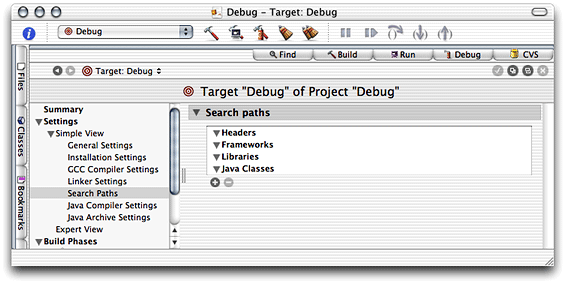 Debug – Target: Debug
Debug
Find
Build
Run
Debug
CVS
Target: Debug
Target "Debug" of Project "Debug"
Files
Classes
Bookmarks
Summary
Settings
Simple View
General Settings
Installation Settings
GCC Compiler Settings
Linker Settings
Search Paths
Java Compiler Settings
Java Archive Settings
Expert View
Build Phases
Search paths
Headers
Frameworks
Libraries
Java Classes